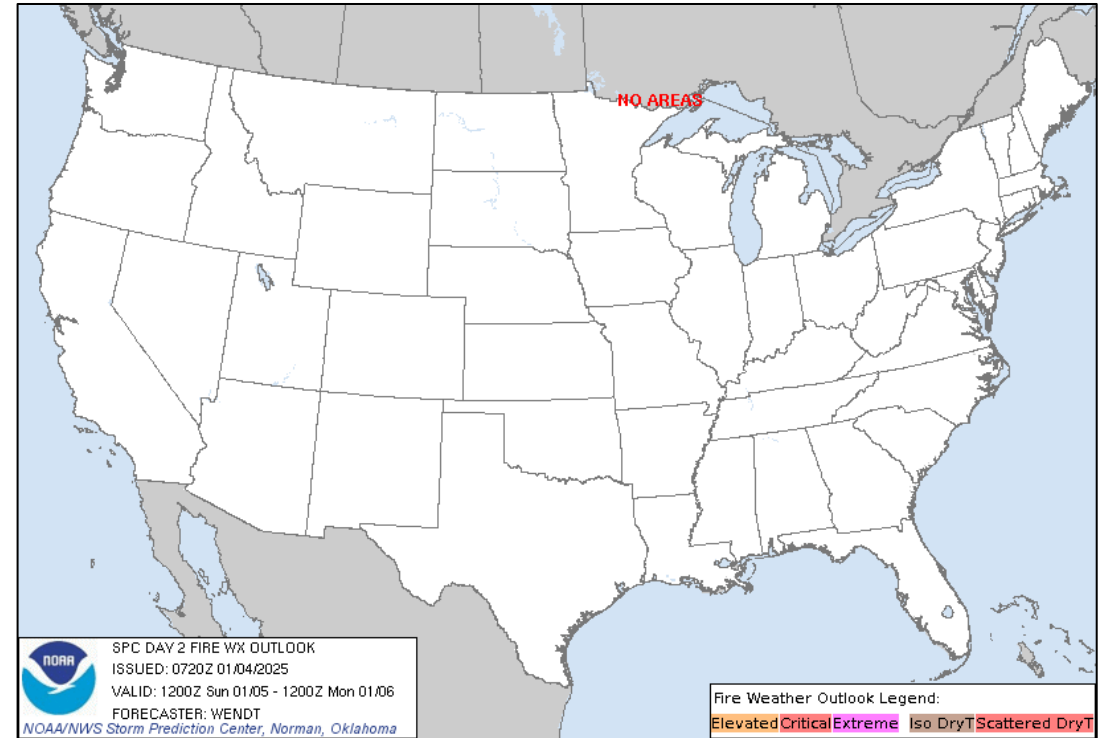 NO AREAS
NOAA
SPC DAY 2 FIRE WX OUTLOOK
ISSUED: 0720Z 01/04/2025
VALID: 1200Z Sun 01/05 - 1200Z Mon 01/06
FORECASTER: WENDT
NOAA/NWS Storm Prediction Center, Norman, Oklahoma
Fire Weather Outlook Legend:
Elevated Critical Extreme Iso DryT Scattered DryT